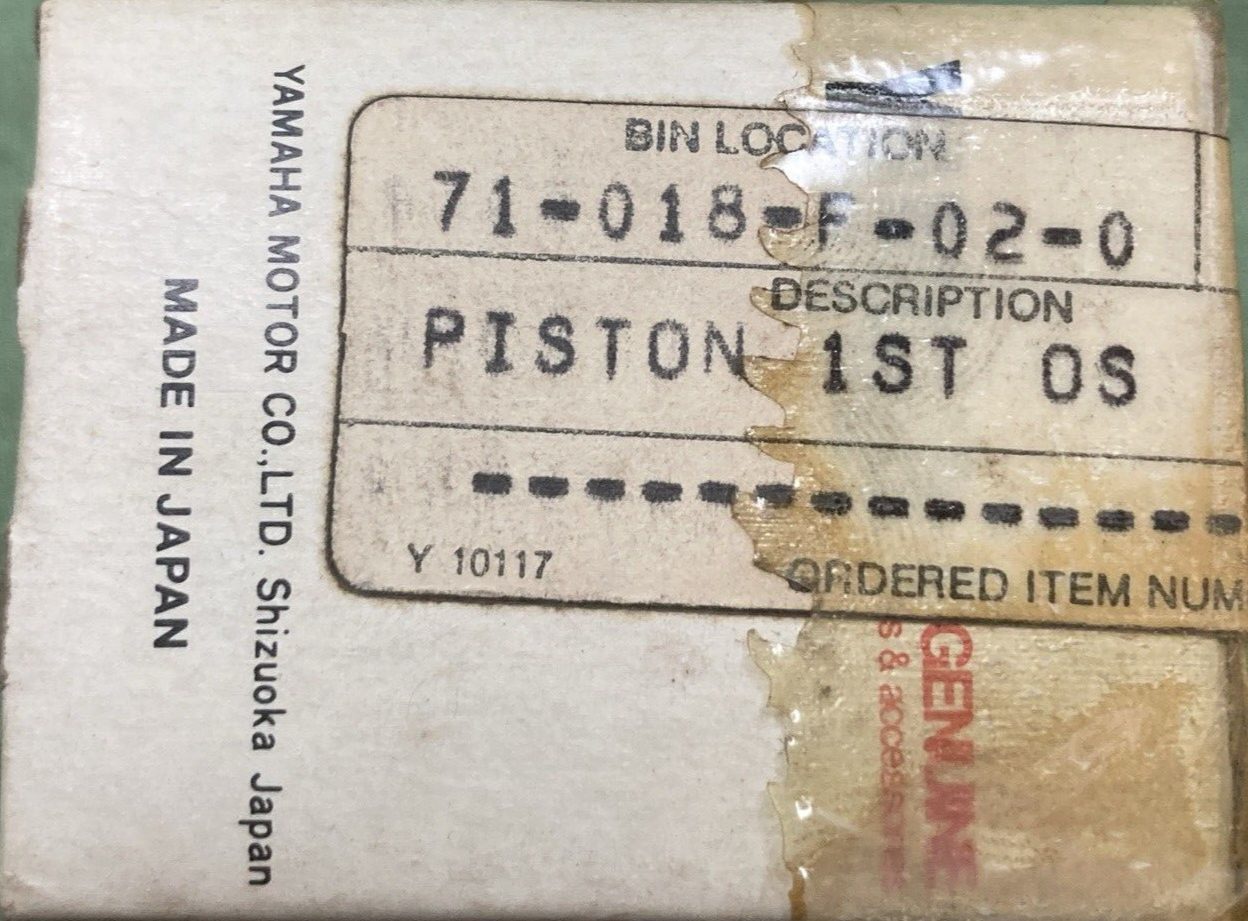 BIN LOCATION
71-018-F-02-0
DESCRIPTION
PISTON 1ST OS
--------------
Y 10117
ORDERED ITEM NUM
YAMAHA MOTOR CO.,LTD. Shizuoka Japan
MADE IN JAPAN
GENUINE
s & accessorie